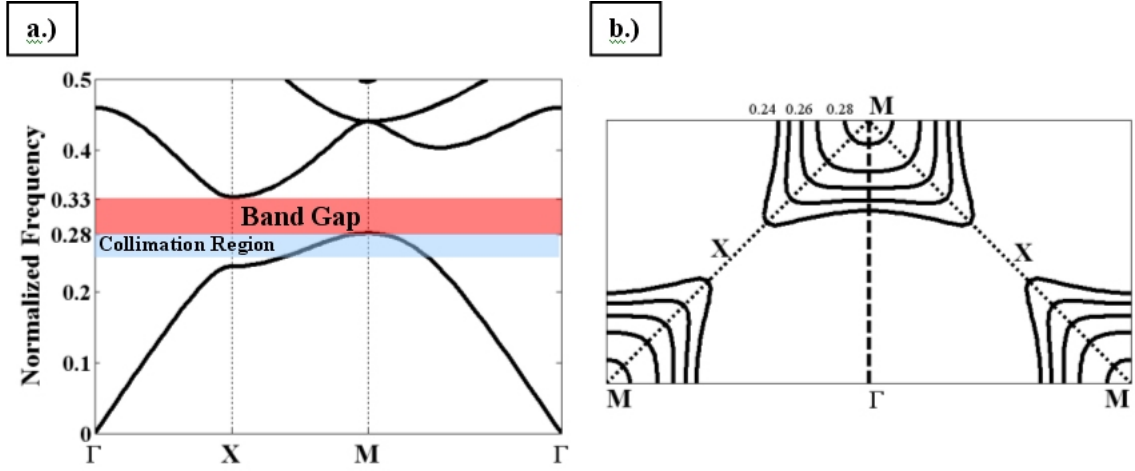 a.)
b.)
Normalized Frequency
0.5
0.4
0.33
0.28
0.2
0.1
0
Band Gap
Collimation Region
Γ X M Γ
0.24 0.26 0.28 M
X X
M Γ M